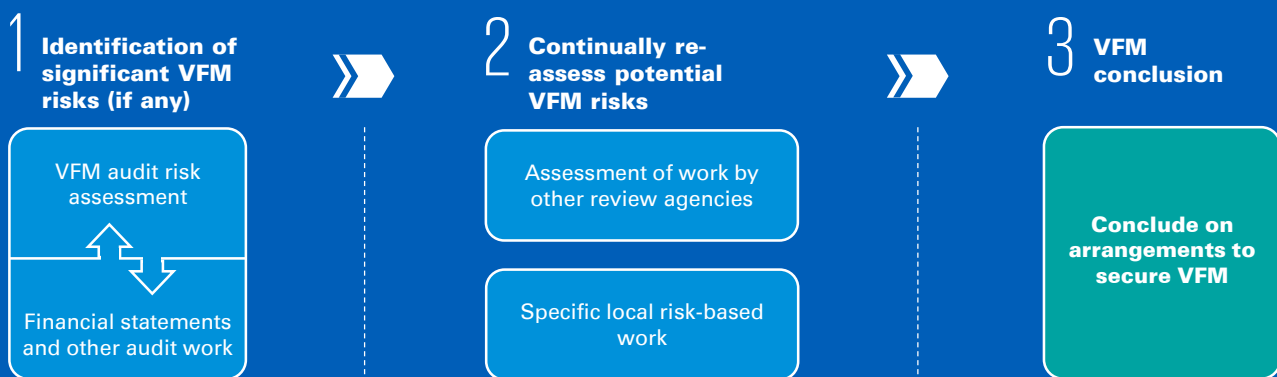 1
Identification of
significant VFM
risks (if any)
VFM audit risk
assessment
Financial statements
and other audit work
2
Continually re-
assess potential
VFM risks
Assessment of work by
other review agencies
Specific local risk-based
work
3
VFM
conclusion
Conclude on
arrangements to
secure VFM